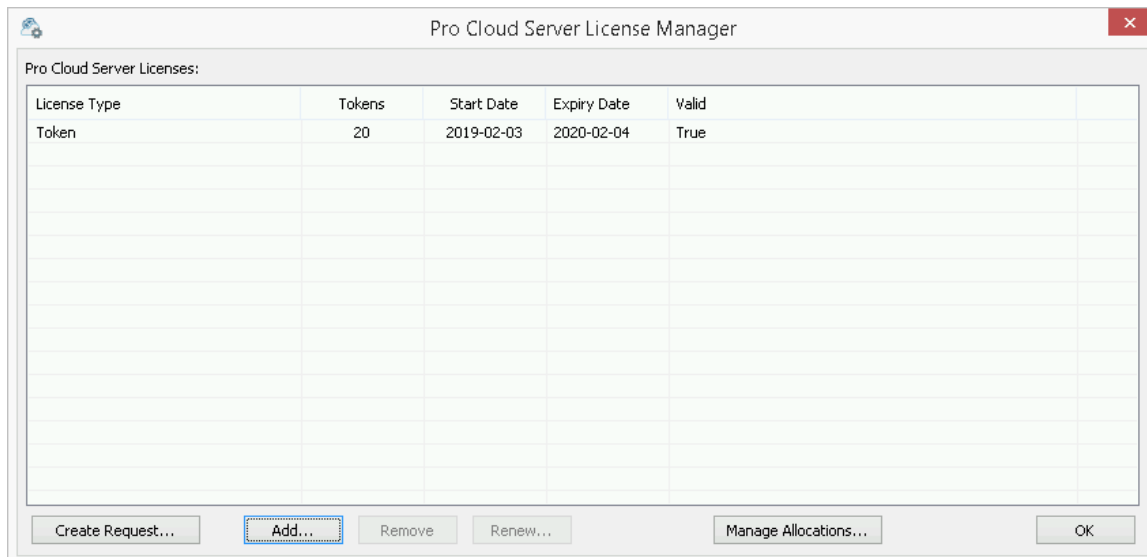 Pro Cloud Server License Manager
Pro Cloud Server Licenses:
License Type Tokens Start Date Expiry Date Valid
Token 20 2019-02-03 2020-02-04 True
Create Request... Add... Remove Renew... Manage Allocations... OK